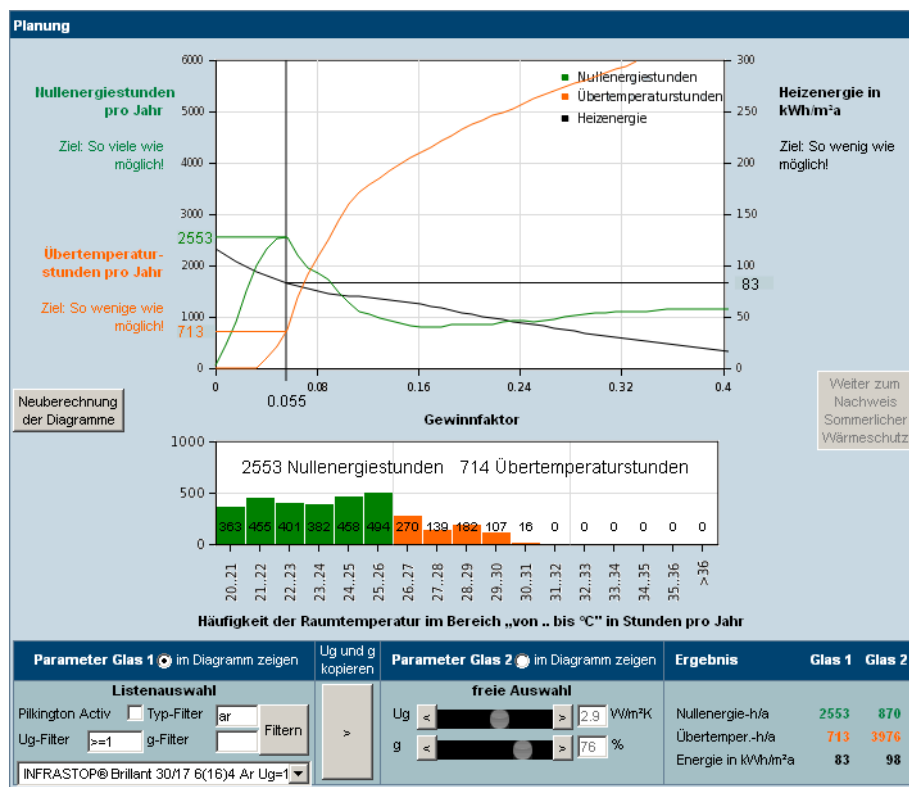 Planung
Nullenergiestunden
pro Jahr
Ziel: So viele wie
möglich!
Übertemperatur-
stunden pro Jahr
Ziel: So wenige wie
möglich!
6000
5000
4000
3000
2553
2000
1000
713
0
Nullenergiestunden
Übertemperaturstunden
Heizenergie
300
250
200
150
100
83
50
0
Heizenergie in
kWh/m²a
Ziel: So wenig wie
möglich!
0 0.08 0.16 0.24 0.32 0.4
0.055
Gewinnfaktor
Neuberechnung
der Diagramme
Weiter zum
Nachweis
Sommerlicher
Wärmeschutz
1000
500
0
2553 Nullenergiestunden 714 Übertemperaturstunden
363 455 401 382 458 494 270 139 182 107 16 0 0 0 0 0 0
20..21 21..22 22..23 23..24 24..25 25..26 26..27 27..28 28..29 29..30 30..31 31..32 32..33 33..34 34..35 35..36 >36
Häufigkeit der Raumtemperatur im Bereich „von .. bis °C" in Stunden pro Jahr
Parameter Glas 1 im Diagramm zeigen
Listenauswahl
Pilkington Activ Typ-Filter ar
Ug-Filter >=1 g-Filter
Filtern
INFRASTOP® Brillant 30/17 6(16)4 Ar Ug=1
Ug und g
kopieren
>
Parameter Glas 2 im Diagramm zeigen
freie Auswahl
Ug < > 2.9 W/m²K
g < > 76 %
Ergebnis Glas 1 Glas 2
Nullenergie-h/a 2553 870
Übertemper.-h/a 713 3976
Energie in kWh/m²a 83 98